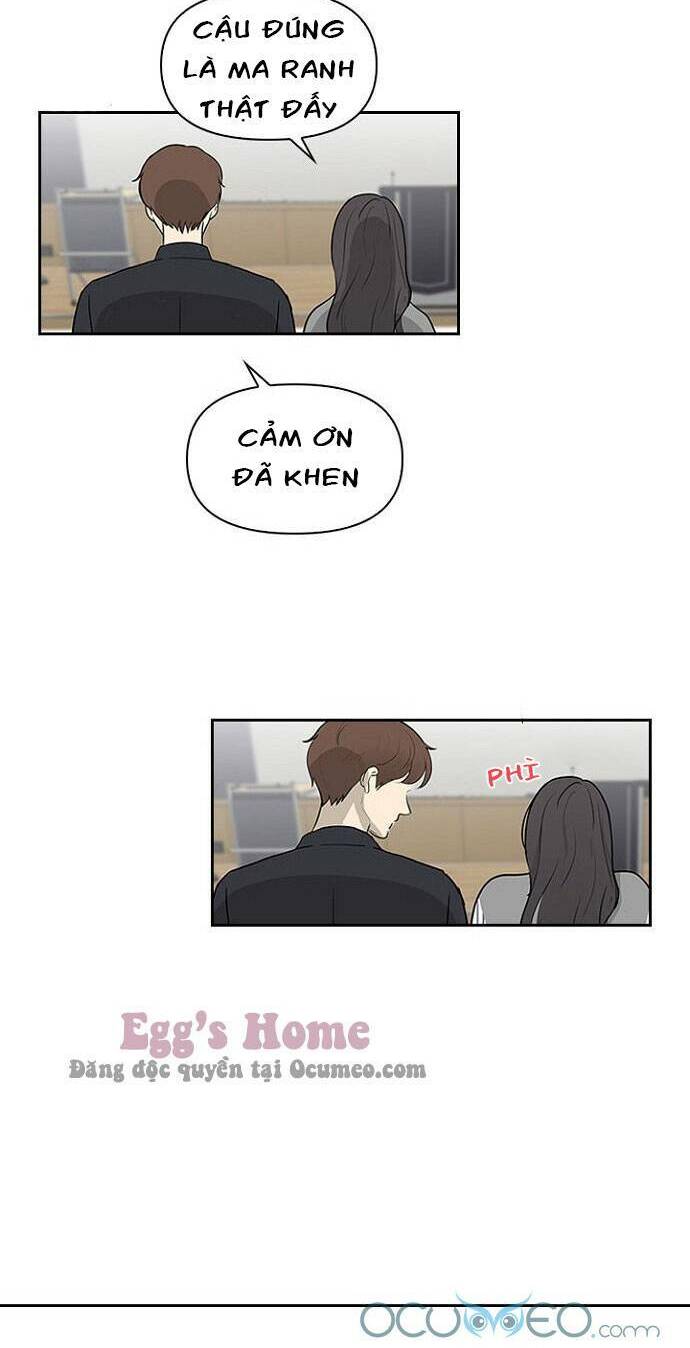 CẬU ĐÚNG
LÀ MA RANH
THẬT ĐẤY
CẢM ƠN
ĐÃ KHEN
PHÌ
Egg's Home
Đăng độc quyền tại Ocumeo.com
OCUMEO.comm